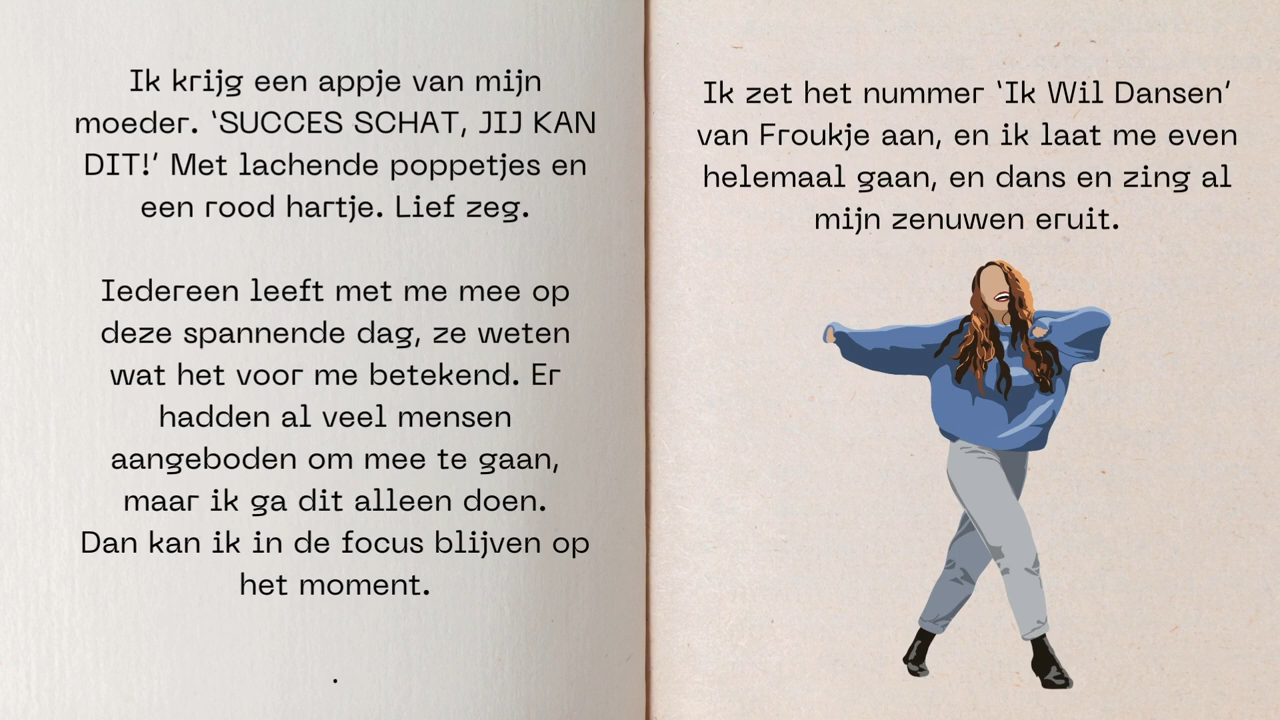 Ik krijg een appje van mijn
moeder. ‘SUCCES SCHAT, JIJ KAN
DIT!’ Met lachende poppetjes en
een rood hartje. Lief zeg.
Iedereen leeft met me mee op
deze spannende dag, ze weten
wat het voor me betekend. Er
hadden al veel mensen
aangeboden om mee te gaan,
maar ik ga dit alleen doen.
Dan kan ik in de focus blijven op
het moment.
.
Ik zet het nummer ‘Ik Wil Dansen’
van Froukje aan, en ik laat me even
helemaal gaan, en dans en zing al
mijn zenuwen eruit.